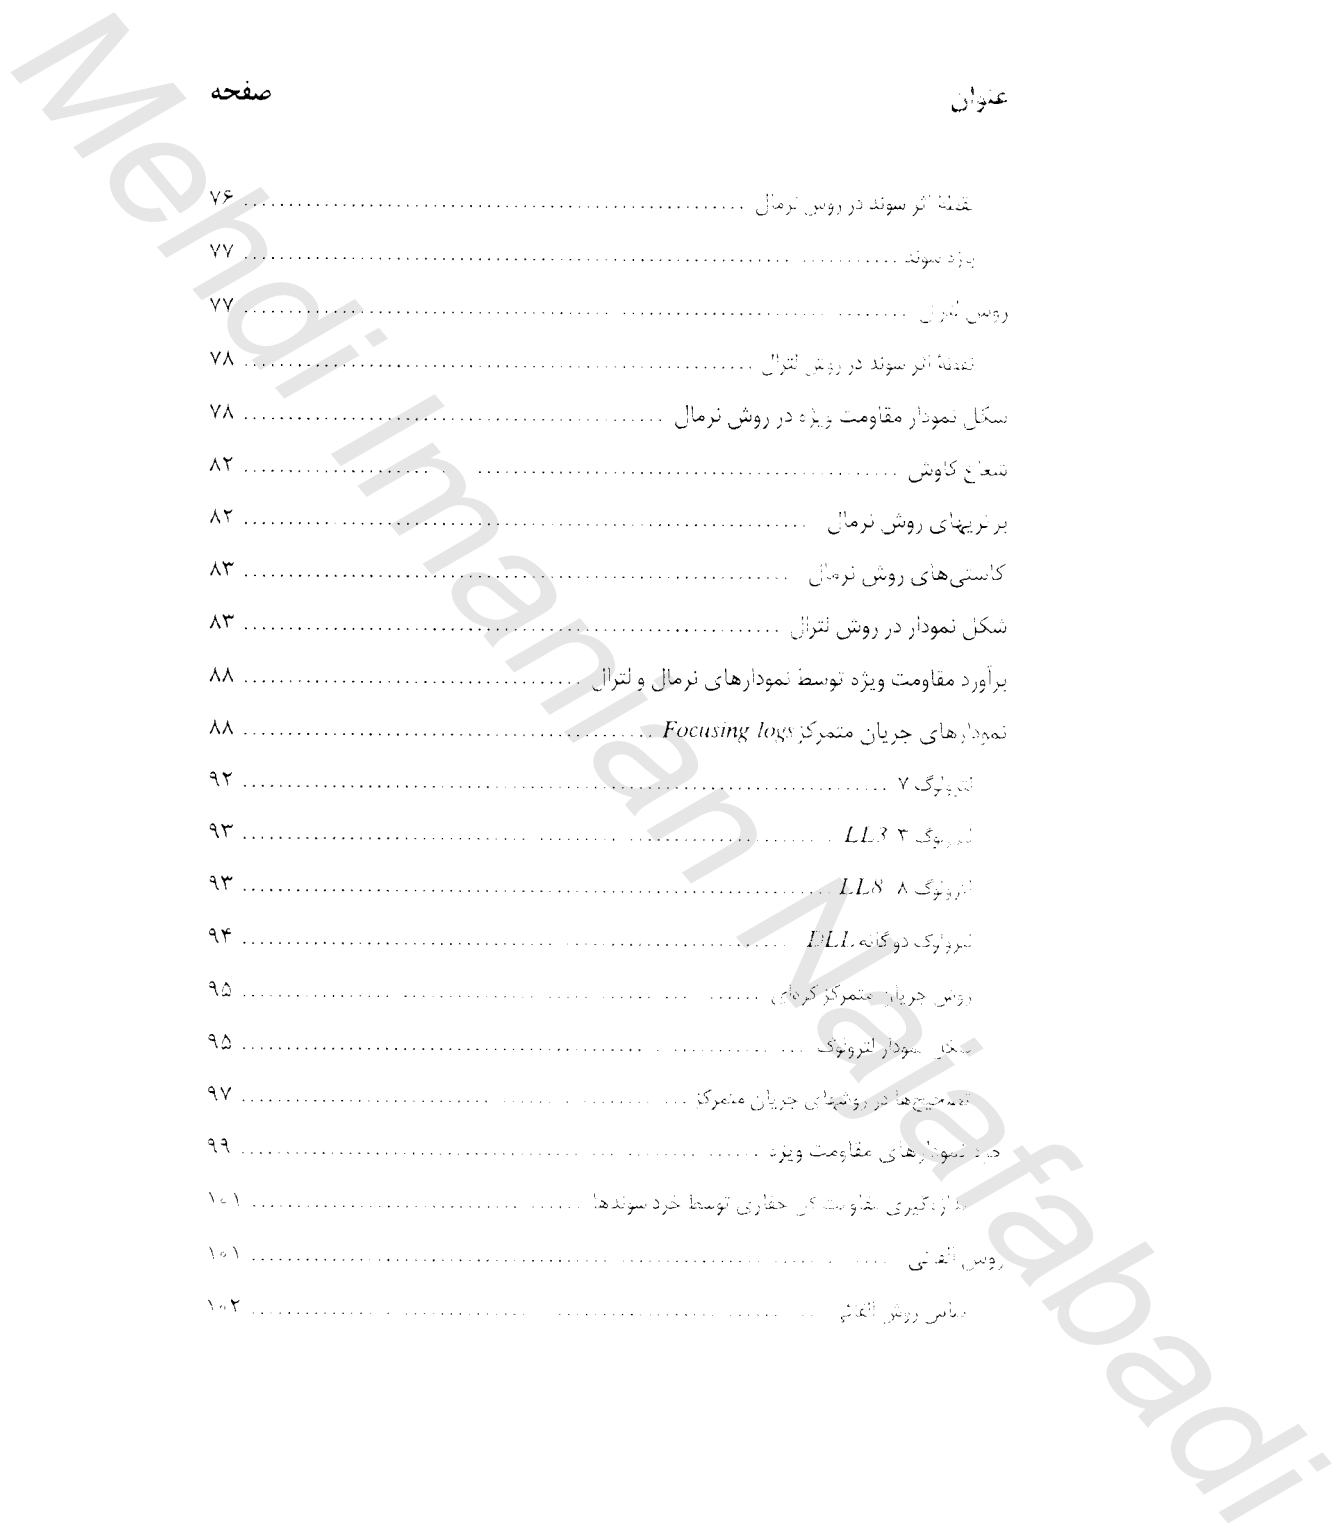 عنوان صفحه
نقطهٔ اثر سوند در روش نرمال ۷۶
بازده سوند ۷۷
روش لترال ۷۷
نقطهٔ اثر سوند در روش لترال ۷۸
شکل نمودار مقاومت ویژه در روش نرمال ۷۸
شعاع کاوش ۸۲
برتریهای روش نرمال ۸۲
کاستی‌های روش نرمال ۸۳
شکل نمودار در روش لترال ۸۳
برآورد مقاومت ویژه توسط نمودارهای نرمال و لترال ۸۸
نمودارهای جریان متمرکز Focusing logs ۸۸
لترولوگ ۷ ۹۲
لترولوگ ۳ LL3 ۹۳
لترولوگ ۸ LL8 ۹۳
لترولوگ دوگانه DLL ۹۴
روش جریان متمرکز کره‌ای ۹۵
شکل نمودار لترولوگ ۹۵
تصحیح‌ها در روشهای جریان متمرکز ۹۷
خرد نمودارهای مقاومت ویژه ۹۹
اندازه‌گیری مقاومت گل حفاری توسط خرد سوندها ۱۰۱
روش القائی ۱۰۱
اساس روش القائی ۱۰۲
Mehdi Imanian Najafabadi